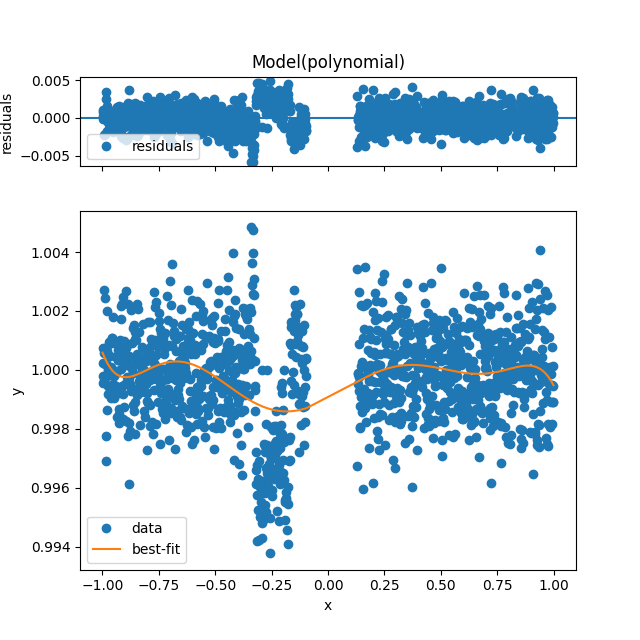 Model(polynomial)
residuals
0.005
0.000
−0.005
residuals
y
1.004
1.002
1.000
0.998
0.996
0.994
data
best-fit
−1.00 −0.75 −0.50 −0.25 0.00 0.25 0.50 0.75 1.00
x